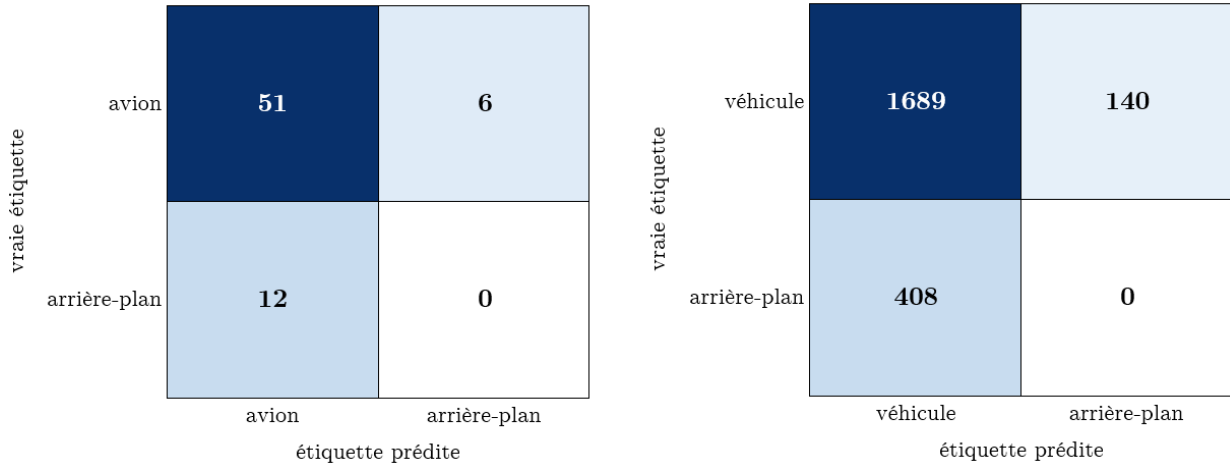 vraie étiquette
avion
51
6
arrière-plan
12
0
avion
arrière-plan
étiquette prédite
vraie étiquette
véhicule
1689
140
arrière-plan
408
0
véhicule
arrière-plan
étiquette prédite